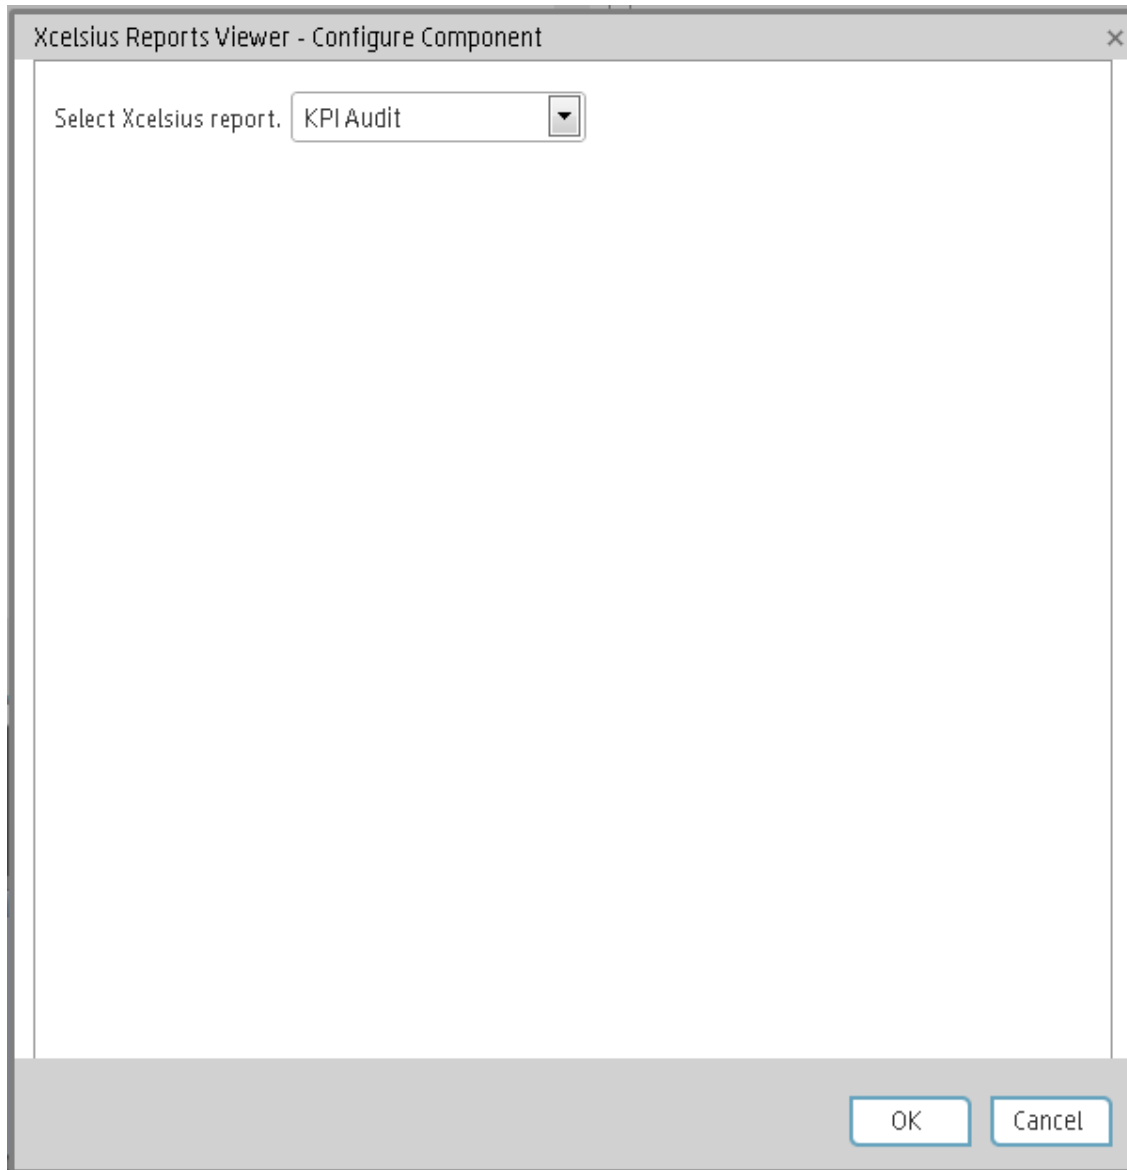 Xcelsius Reports Viewer - Configure Component
Select Xcelsius report. KPI Audit
OK Cancel